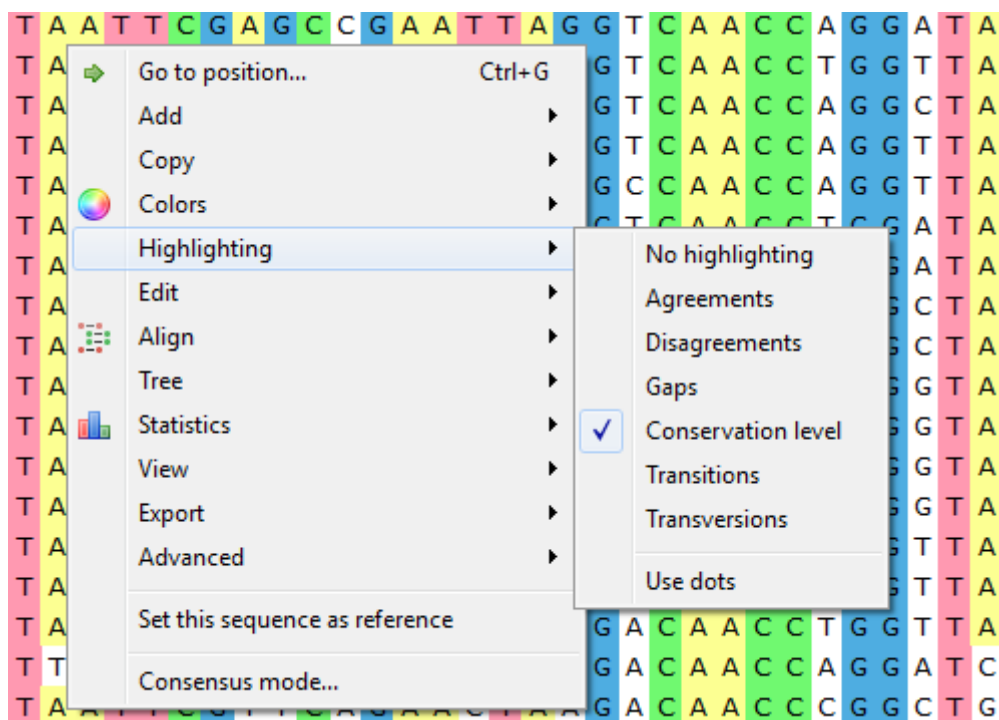 T A A T T C G A G C C G A A T T A G G T C A A C C A G G A T A
T A G T C A A C C T G G T T A
T A G T C A A C C A G G C T A
T A G T C A A C C A G G T T A
T A G C C A A C C A G G T T A
T A G A T A
T A G A T A
T A G C T A
T A G C T A
T A G G T A
T A G G T A
T A G G T A
T A G G T A
T A G T T A
T A G T T A
T A G A C A A C C T G G T T A
T T G A C A A C C A G G A T C
T A G A C A A C C C G G C T G
Go to position... Ctrl+G
Add
Copy
Colors
Highlighting
Edit
Align
Tree
Statistics
View
Export
Advanced
Set this sequence as reference
Consensus mode...
No highlighting
Agreements
Disagreements
Gaps
Conservation level
Transitions
Transversions
Use dots